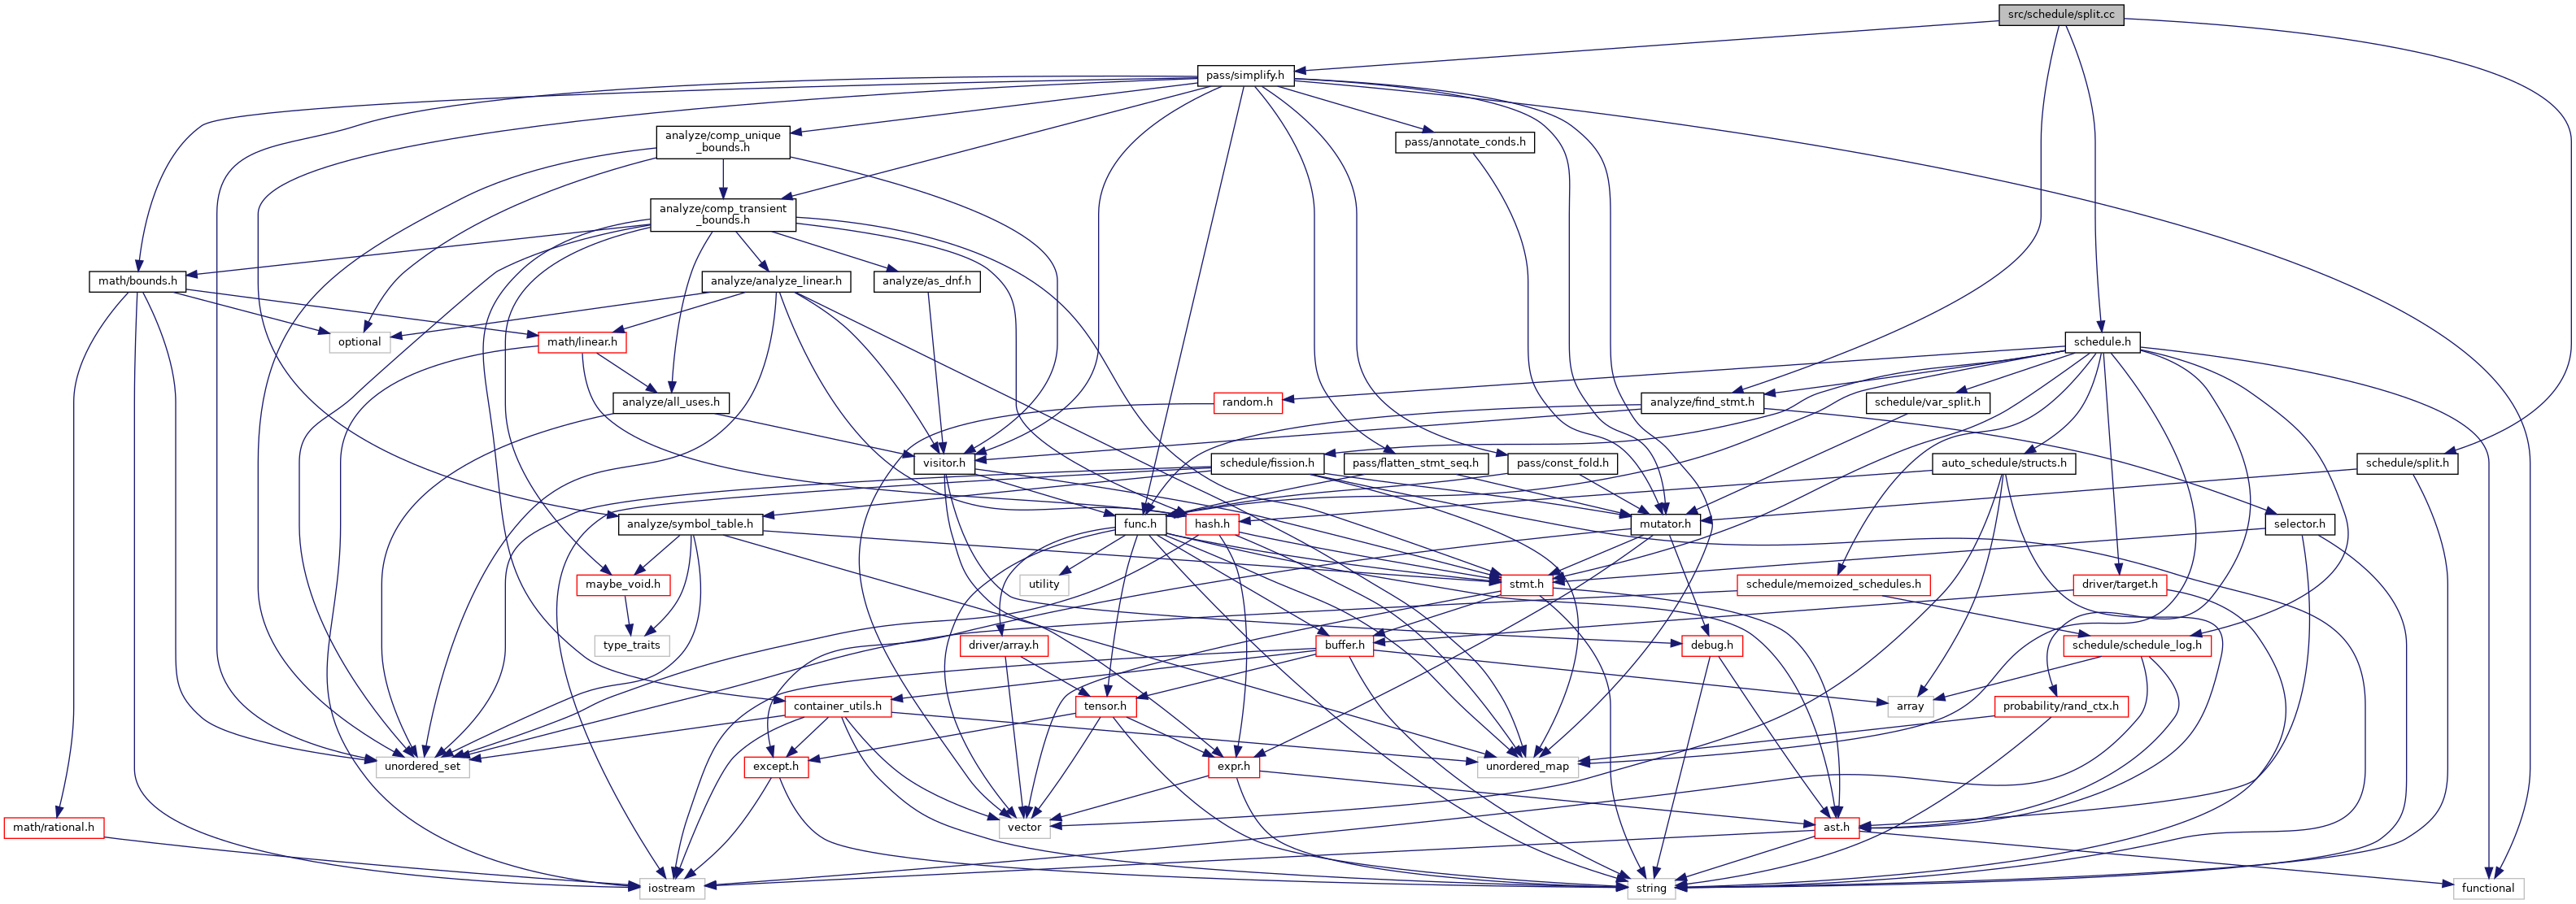 src/schedule/split.cc
pass/simplify.h
analyze/comp_unique
_bounds.h
pass/annotate_conds.h
analyze/comp_transient
_bounds.h
math/bounds.h
analyze/analyze_linear.h
analyze/as_dnf.h
optional
math/linear.h
schedule.h
analyze/all_uses.h
random.h
analyze/find_stmt.h
schedule/var_split.h
visitor.h
schedule/fission.h
pass/flatten_stmt_seq.h
pass/const_fold.h
auto_schedule/structs.h
schedule/split.h
analyze/symbol_table.h
func.h
hash.h
mutator.h
selector.h
maybe_void.h
utility
stmt.h
schedule/memoized_schedules.h
driver/target.h
type_traits
driver/array.h
buffer.h
debug.h
schedule/schedule_log.h
container_utils.h
tensor.h
array
probability/rand_ctx.h
unordered_set
except.h
expr.h
unordered_map
math/rational.h
vector
ast.h
iostream
string
functional